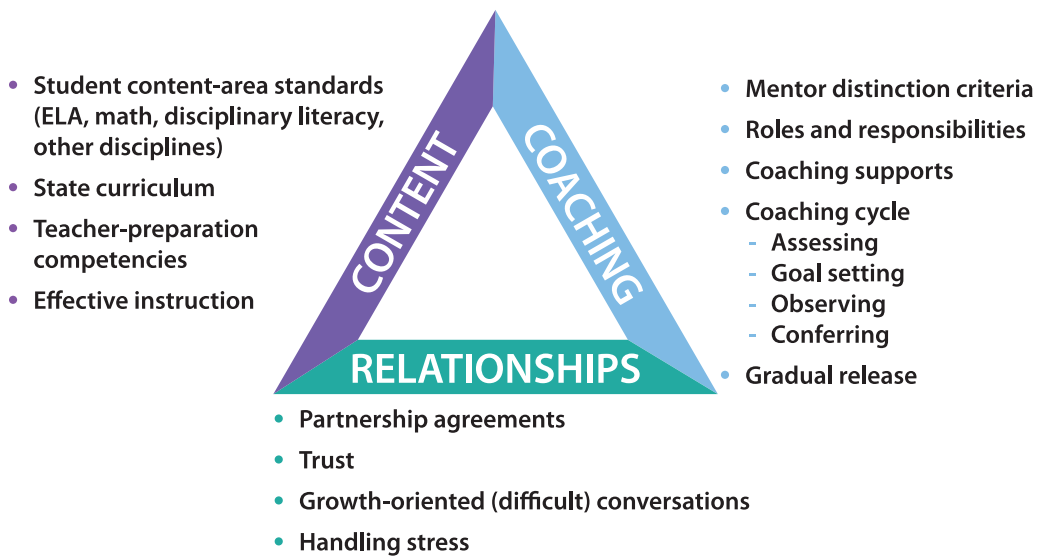 • Student content-area standards
(ELA, math, disciplinary literacy,
other disciplines)
• State curriculum
• Teacher-preparation
competencies
• Effective instruction
CONTENT
COACHING
• Mentor distinction criteria
• Roles and responsibilities
• Coaching supports
• Coaching cycle
- Assessing
- Goal setting
- Observing
- Conferring
• Gradual release
RELATIONSHIPS
• Partnership agreements
• Trust
• Growth-oriented (difficult) conversations
• Handling stress